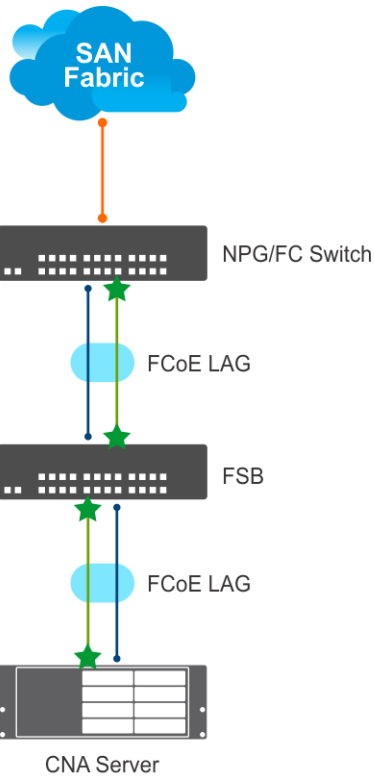 SAN
Fabric
NPG/FC Switch
FCoE LAG
FSB
FCoE LAG
CNA Server